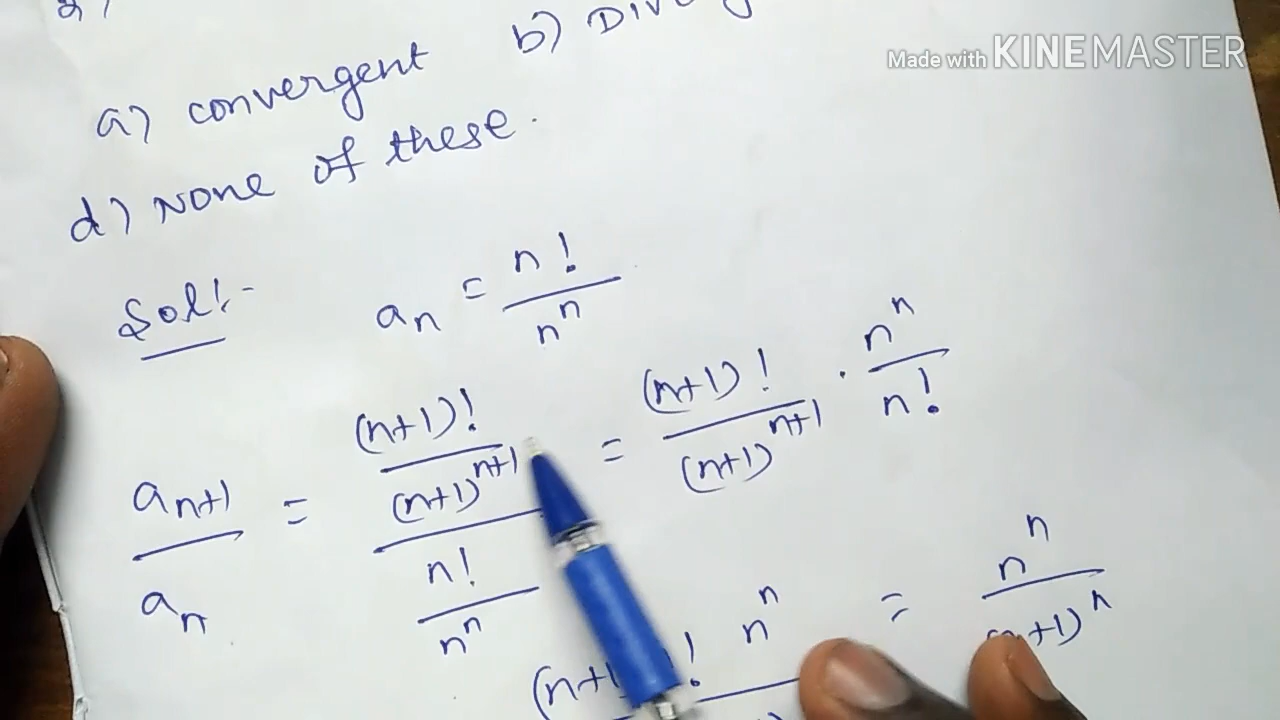 Made with KINEMASTER
a) convergent b)
d) None of these.
Sol:- a_n = n! / n^n
a_{n+1} / a_n = ((n+1)! / (n+1)^{n+1}) / (n! / n^n) = (n+1)! / (n+1)^{n+1} · n^n / n!
n^n = n^n / +1)^n